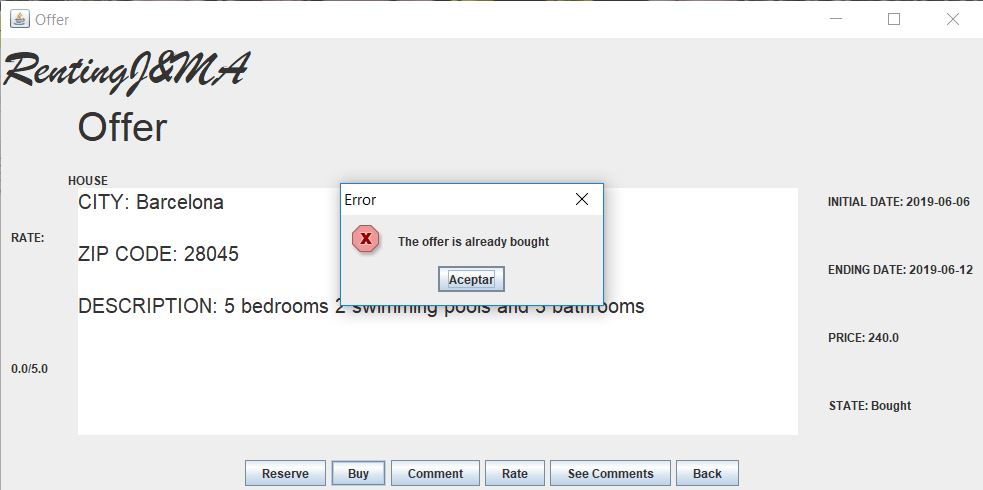 Offer
RentingJ&MA
Offer
HOUSE
CITY: Barcelona
ZIP CODE: 28045
DESCRIPTION: 5 bedrooms 2 swimming pools and 3 bathrooms
RATE:
0.0/5.0
Error
The offer is already bought
Aceptar
INITIAL DATE: 2019-06-06
ENDING DATE: 2019-06-12
PRICE: 240.0
STATE: Bought
Reserve
Buy
Comment
Rate
See Comments
Back